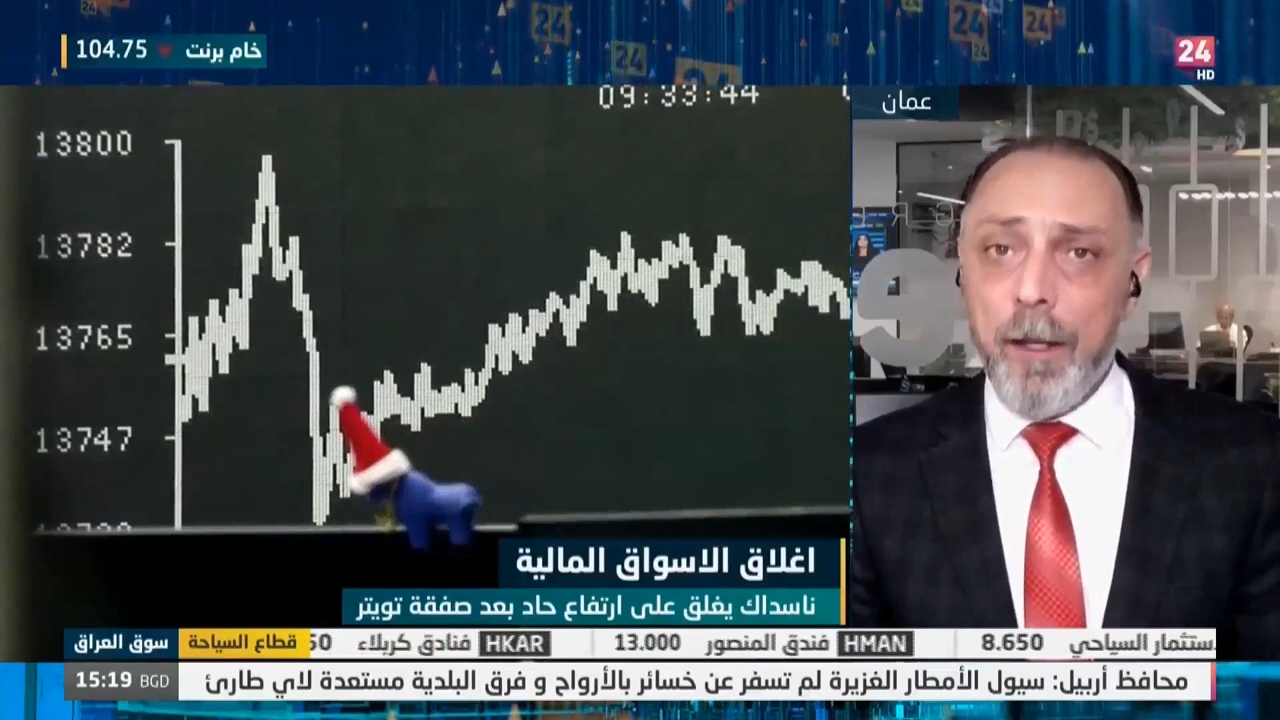 خام برنت 104.75
24
HD
عمان
09:33:44
13800
13782
13765
13747
اغلاق الاسواق المالية
ناسداك يغلق على ارتفاع حاد بعد صفقة تويتر
سوق العراق قطاع السياحة 50 فنادق كربلاء HKAR 13.000 فندق المنصور HMAN 8.650 ستثمار السياحي
15:19 BGD محافظ أربيل: سيول الأمطار الغزيرة لم تسفر عن خسائر بالأرواح و فرق البلدية مستعدة لاي طارئ